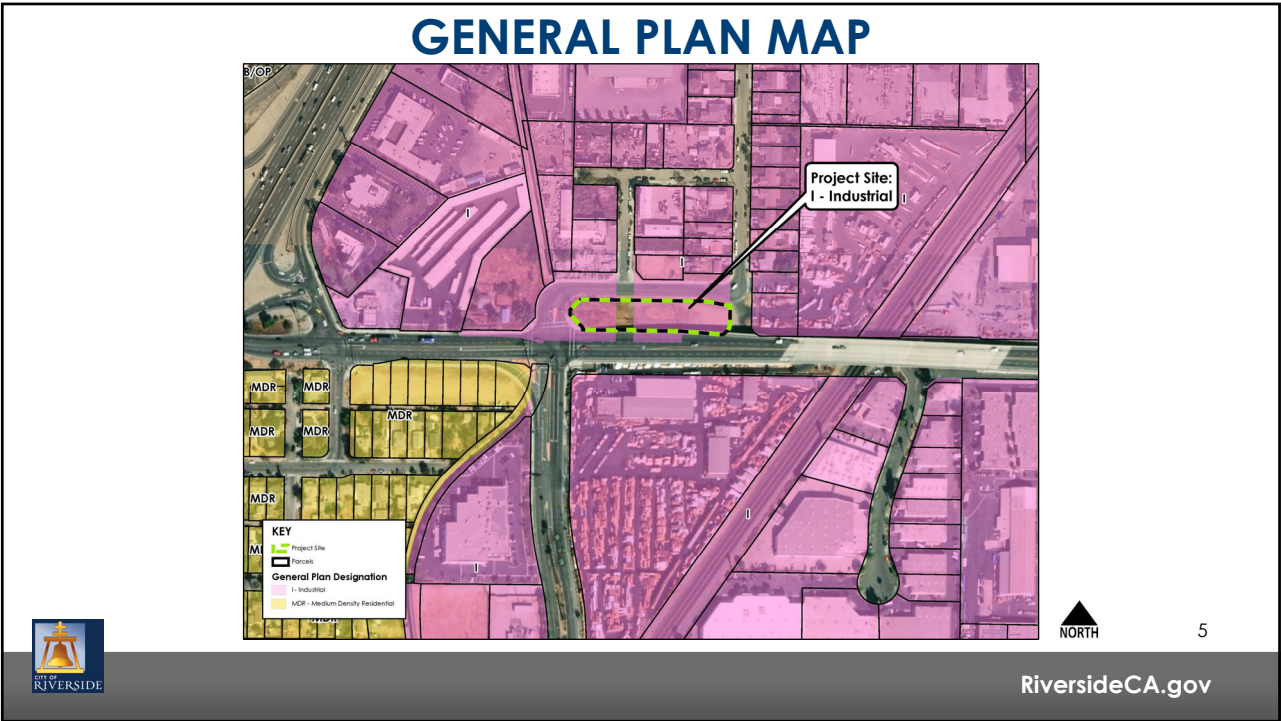 GENERAL PLAN MAP
B/OP
Project Site:
I - Industrial
I
I
I
MDR
MDR
MDR
MDR
MDR
MDR
I
I
KEY
Project Site
Parcels
General Plan Designation
I - Industrial
MDR - Medium Density Residential
NORTH
5
CITY OF
RIVERSIDE
RiversideCA.gov